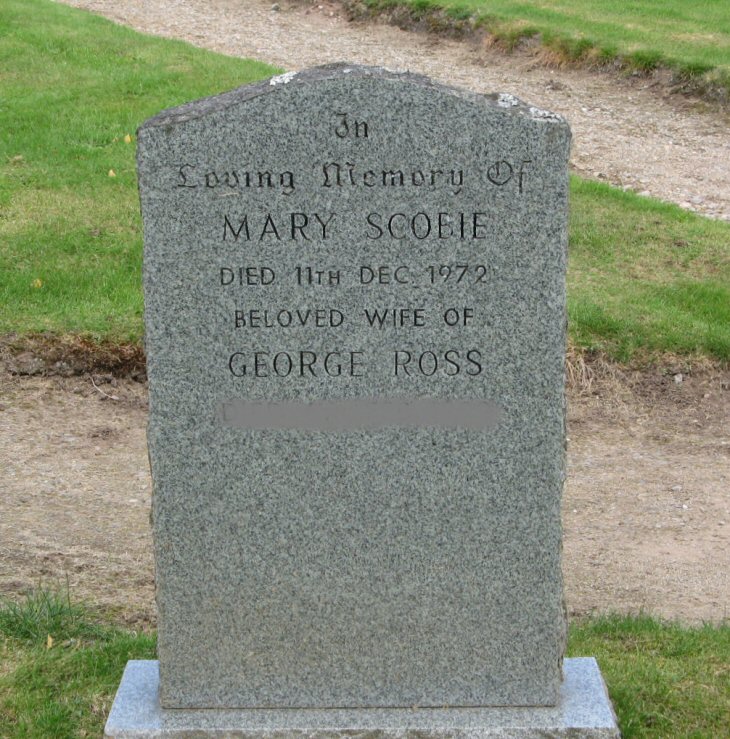 In
Loving Memory Of
MARY SCOBIE
DIED 11TH DEC. 1972
BELOVED WIFE OF
GEORGE ROSS